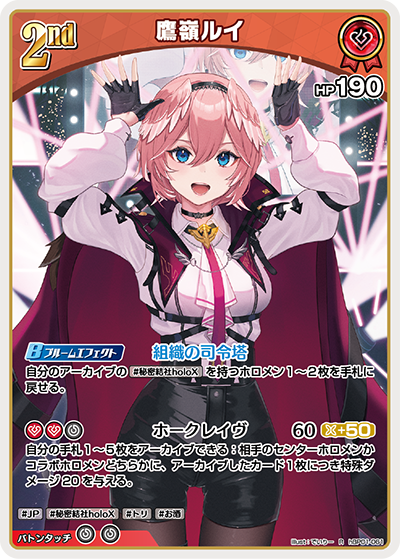 2nd
鷹嶺ルイ
HP190
Bブルームエフェクト 組織の司令塔
自分のアーカイブの #秘密結社holoX を持つホロメン1〜2枚を手札に
戻せる。
ホークレイヴ 60 +50
自分の手札1〜5枚をアーカイブできる：相手のセンターホロメンか
コラボホロメンどちらかに、アーカイブしたカード1枚につき特殊ダ
メージ20を与える。
#JP #秘密結社holoX #トリ #お酒
バトンタッチ
R hBP01-061